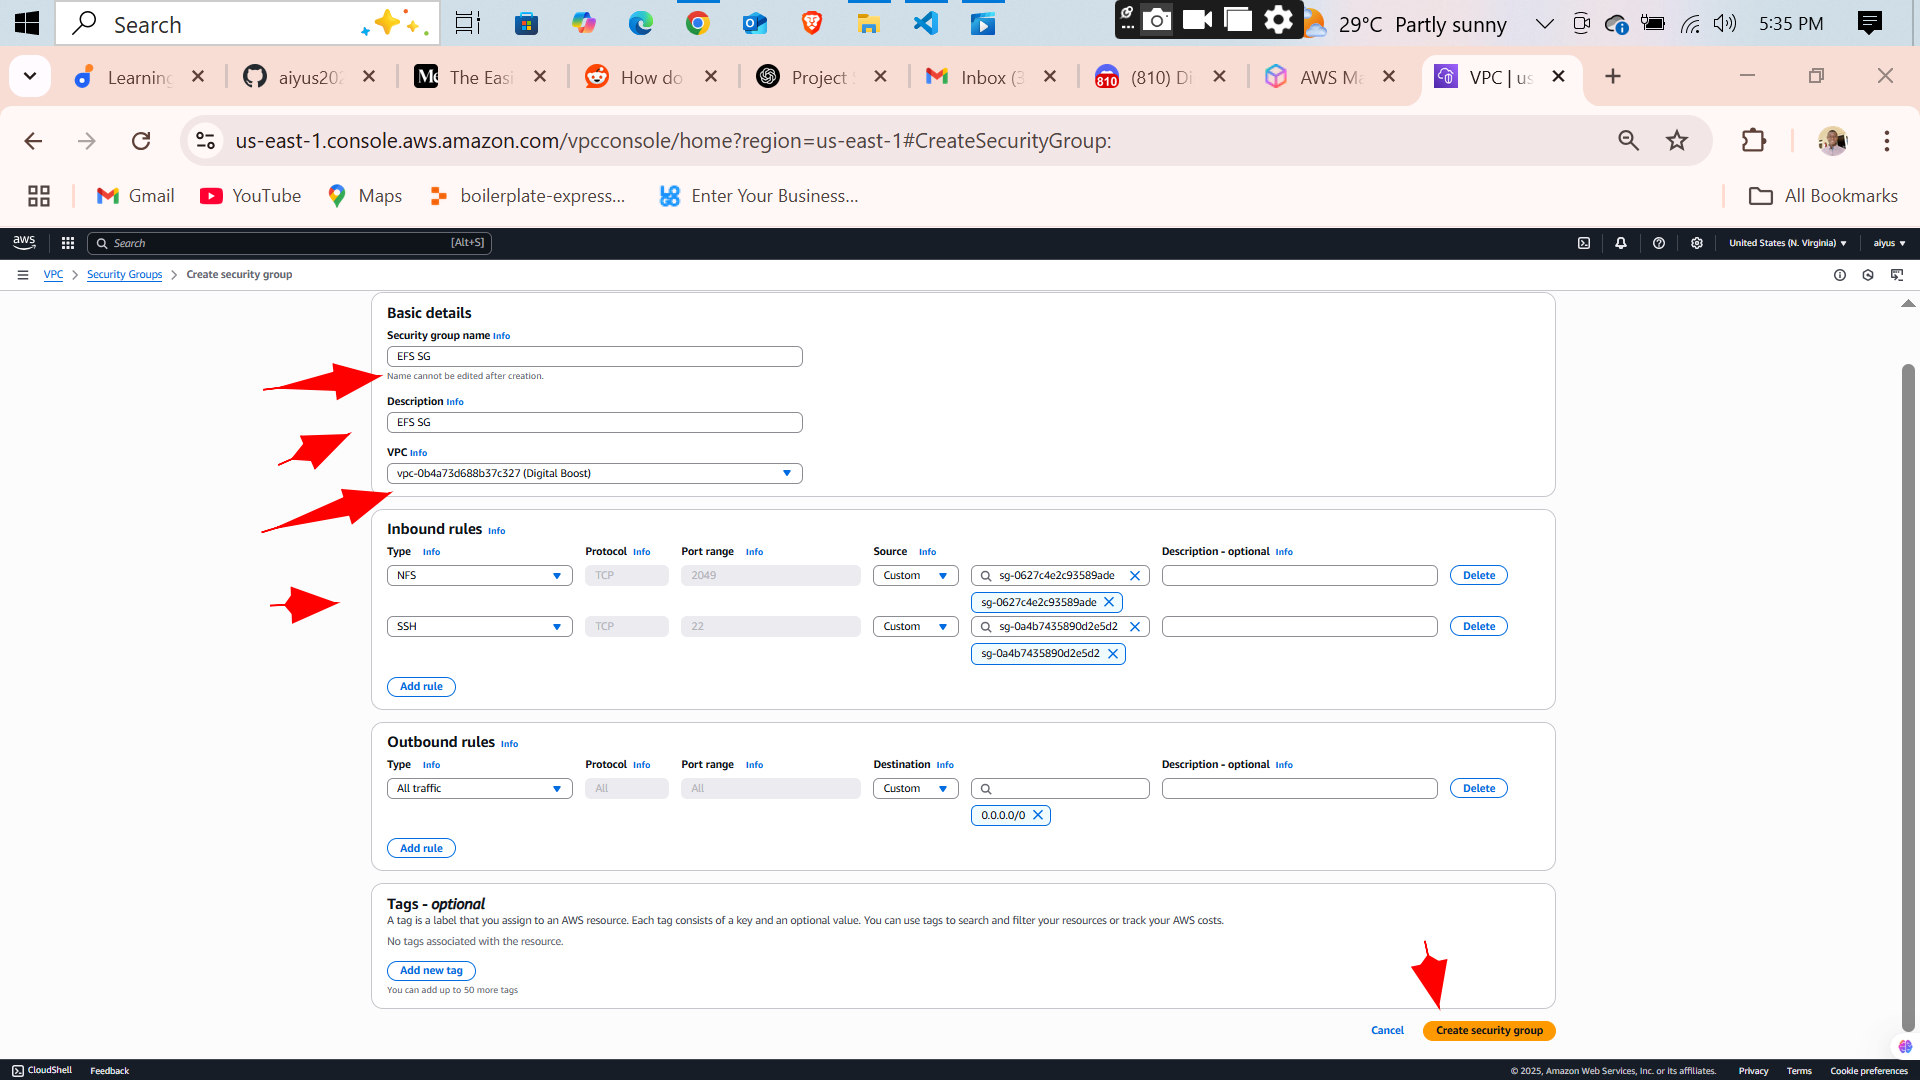 Search
29°C Partly sunny
5:35 PM
Learning
aiyus202
Me The Easi
How do
Project S
Inbox (3
810 (810) Di
AWS Ma
VPC | us
us-east-1.console.aws.amazon.com/vpcconsole/home?region=us-east-1#CreateSecurityGroup:
Gmail
YouTube
Maps
boilerplate-express...
Enter Your Business...
All Bookmarks
aws
Search [Alt+S]
United States (N. Virginia)
aiyus
VPC > Security Groups > Create security group
Basic details
Security group name Info
EFS SG
Name cannot be edited after creation.
Description Info
EFS SG
VPC Info
vpc-0b4a73d688b37c327 (Digital Boost)
Inbound rules Info
Type Info Protocol Info Port range Info Source Info Description - optional Info
NFS TCP 2049 Custom sg-0627c4e2c93589ade Delete
sg-0627c4e2c93589ade
SSH TCP 22 Custom sg-0a4b7435890d2e5d2 Delete
sg-0a4b7435890d2e5d2
Add rule
Outbound rules Info
Type Info Protocol Info Port range Info Destination Info Description - optional Info
All traffic All All Custom Delete
0.0.0.0/0
Add rule
Tags - optional
A tag is a label that you assign to an AWS resource. Each tag consists of a key and an optional value. You can use tags to search and filter your resources or track your AWS costs.
No tags associated with the resource.
Add new tag
You can add up to 50 more tags
Cancel Create security group
CloudShell Feedback © 2025, Amazon Web Services, Inc. or its affiliates. Privacy Terms Cookie preferences